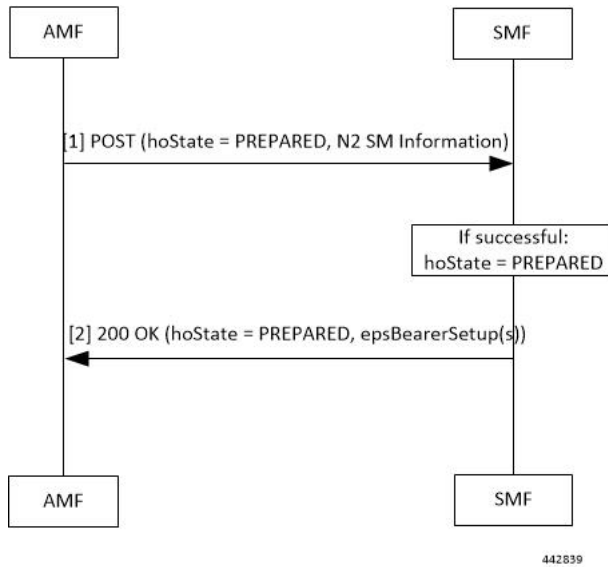 AMF
SMF
[1] POST (hoState = PREPARED, N2 SM Information)
If successful:
hoState = PREPARED
[2] 200 OK (hoState = PREPARED, epsBearerSetup(s))
AMF
SMF
442839